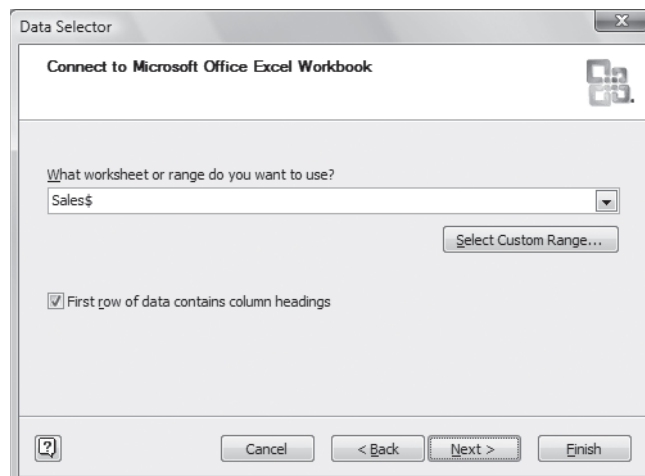 Data Selector
Connect to Microsoft Office Excel Workbook
What worksheet or range do you want to use?
Sales$
Select Custom Range...
First row of data contains column headings
Cancel < Back Next > Finish